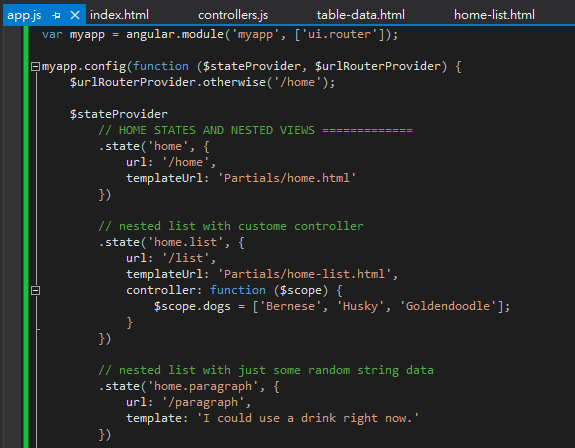 app.js index.html controllers.js table-data.html home-list.html
var myapp = angular.module('myapp', ['ui.router']);
myapp.config(function ($stateProvider, $urlRouterProvider) {
    $urlRouterProvider.otherwise('/home');
    $stateProvider
        // HOME STATES AND NESTED VIEWS =============
        .state('home', {
            url: '/home',
            templateUrl: 'Partials/home.html'
        })
        // nested list with custome controller
        .state('home.list', {
            url: '/list',
            templateUrl: 'Partials/home-list.html',
            controller: function ($scope) {
                $scope.dogs = ['Bernese', 'Husky', 'Goldendoodle'];
            }
        })
        // nested list with just some random string data
        .state('home.paragraph', {
            url: '/paragraph',
            template: 'I could use a drink right now.'
        })